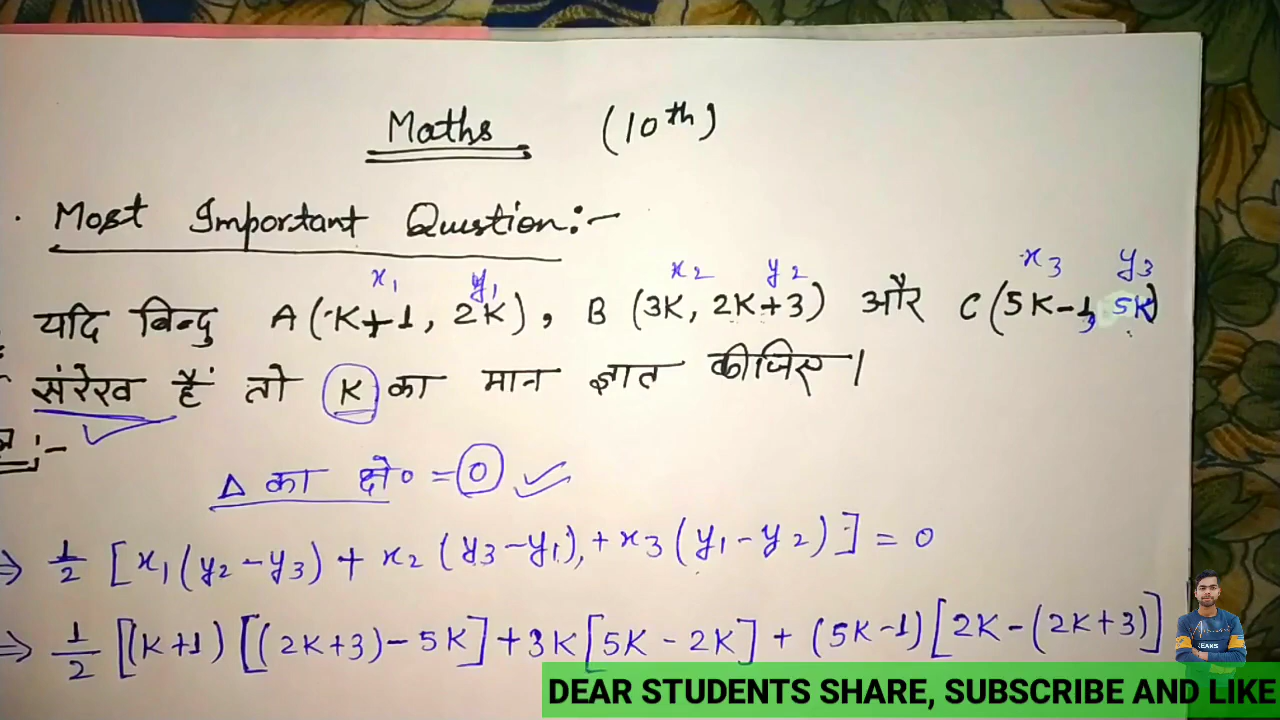 Maths (10th)
Most Important Question:-
x1 y1 x2 y2 x3 y3
यदि बिन्दु A(K+1, 2K), B (3K, 2K+3) और C(5K-1, 5K)
संरेख हैं तो K का मान ज्ञात कीजिए।
Δ का क्षे० = 0
⇒ 1/2 [x1(y2-y3) + x2(y3-y1) + x3(y1-y2)] = 0
⇒ 1/2 [(K+1)[(2K+3)-5K] + 3K[5K-2K] + (5K-1)[2K-(2K+3)]
DEAR STUDENTS SHARE, SUBSCRIBE AND LIKE